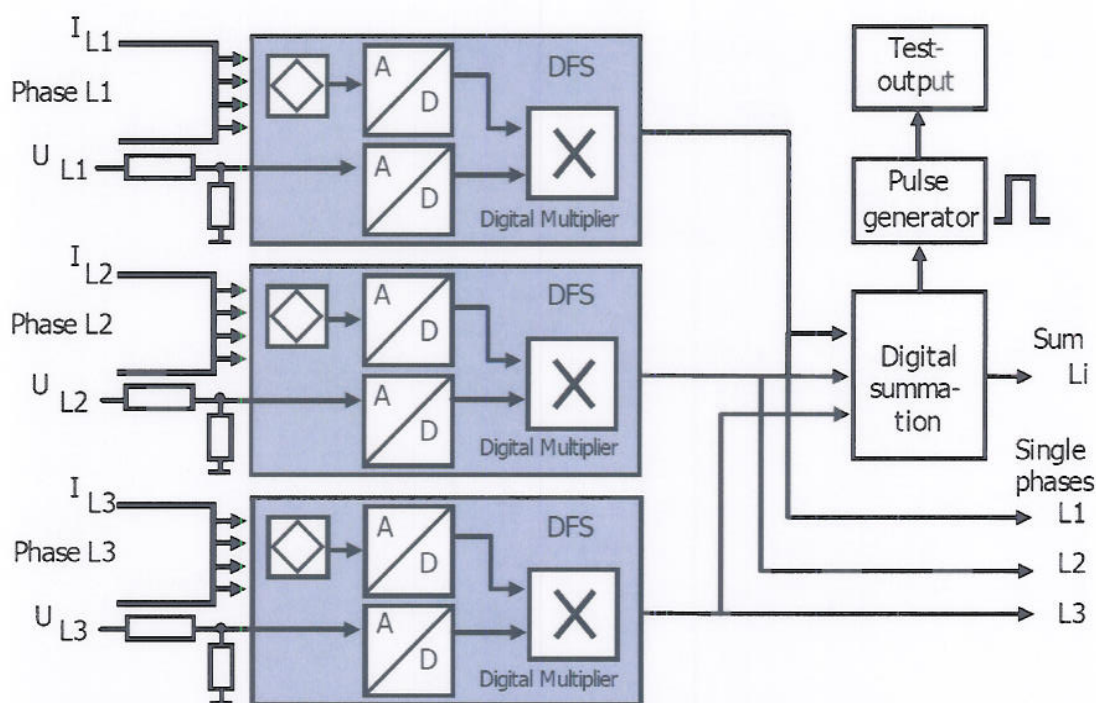 I L1
Phase L1
U L1
A
D
A
D
DFS
Digital Multiplier
I L2
Phase L2
U L2
A
D
A
D
DFS
Digital Multiplier
I L3
Phase L3
U L3
A
D
A
D
DFS
Digital Multiplier
Test-
output
Pulse
generator
Digital
summa-
tion
Sum
Li
Single
phases
L1
L2
L3